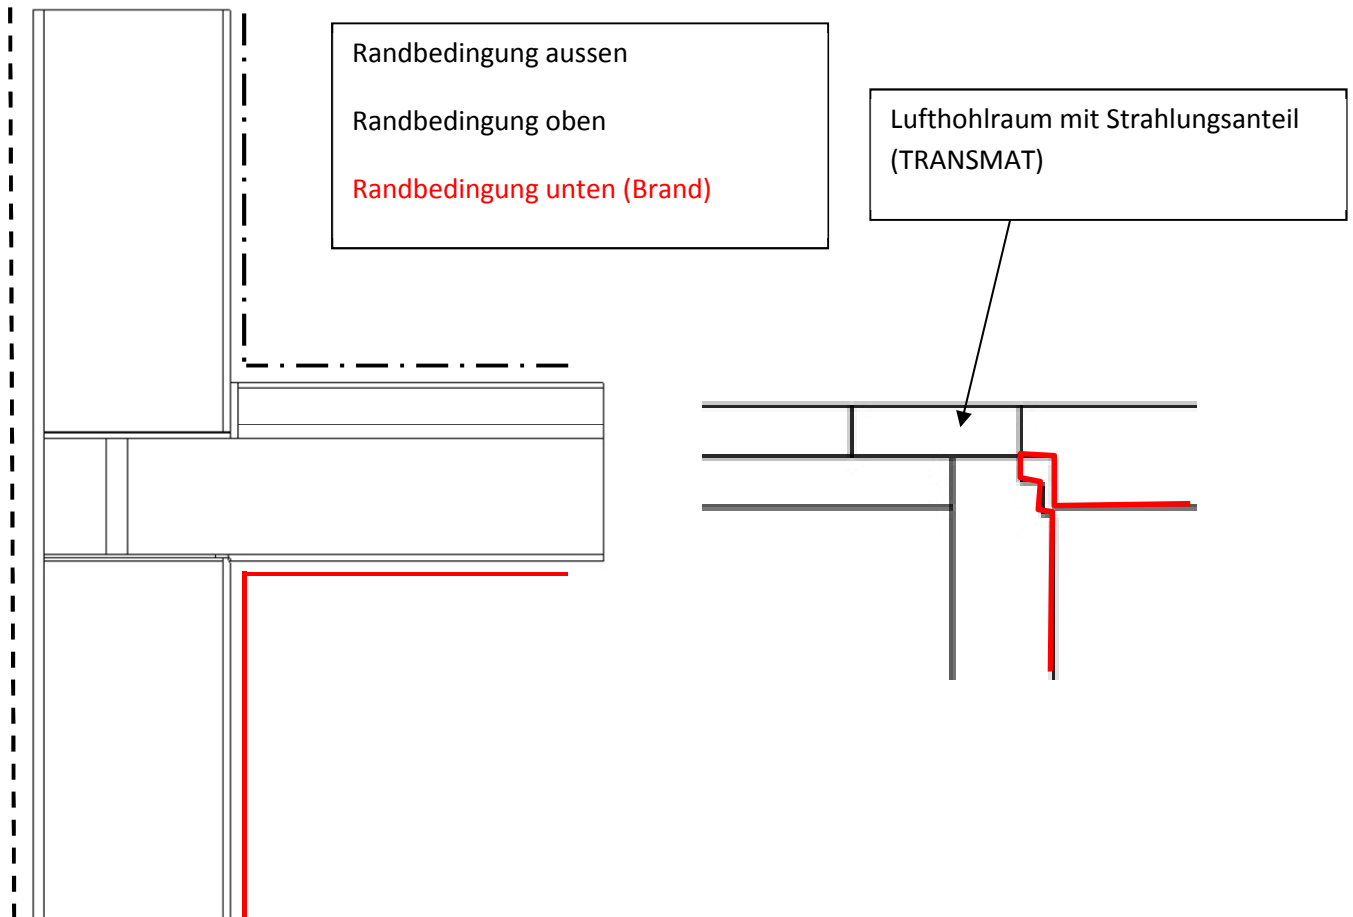 Randbedingung aussen
Randbedingung oben
Randbedingung unten (Brand)
Lufthohlraum mit Strahlungsanteil
(TRANSMAT)